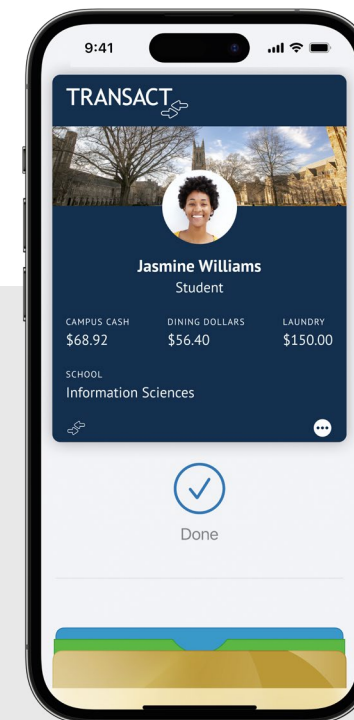 9:41
TRANSACT
Jasmine Williams
Student
CAMPUS CASH DINING DOLLARS LAUNDRY
$68.92 $56.40 $150.00
SCHOOL
Information Sciences
Done